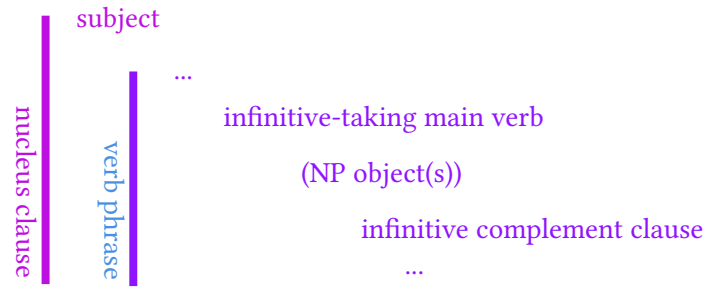 subject
...
infinitive-taking main verb
(NP object(s))
infinitive complement clause
...
nucleus clause
verb phrase